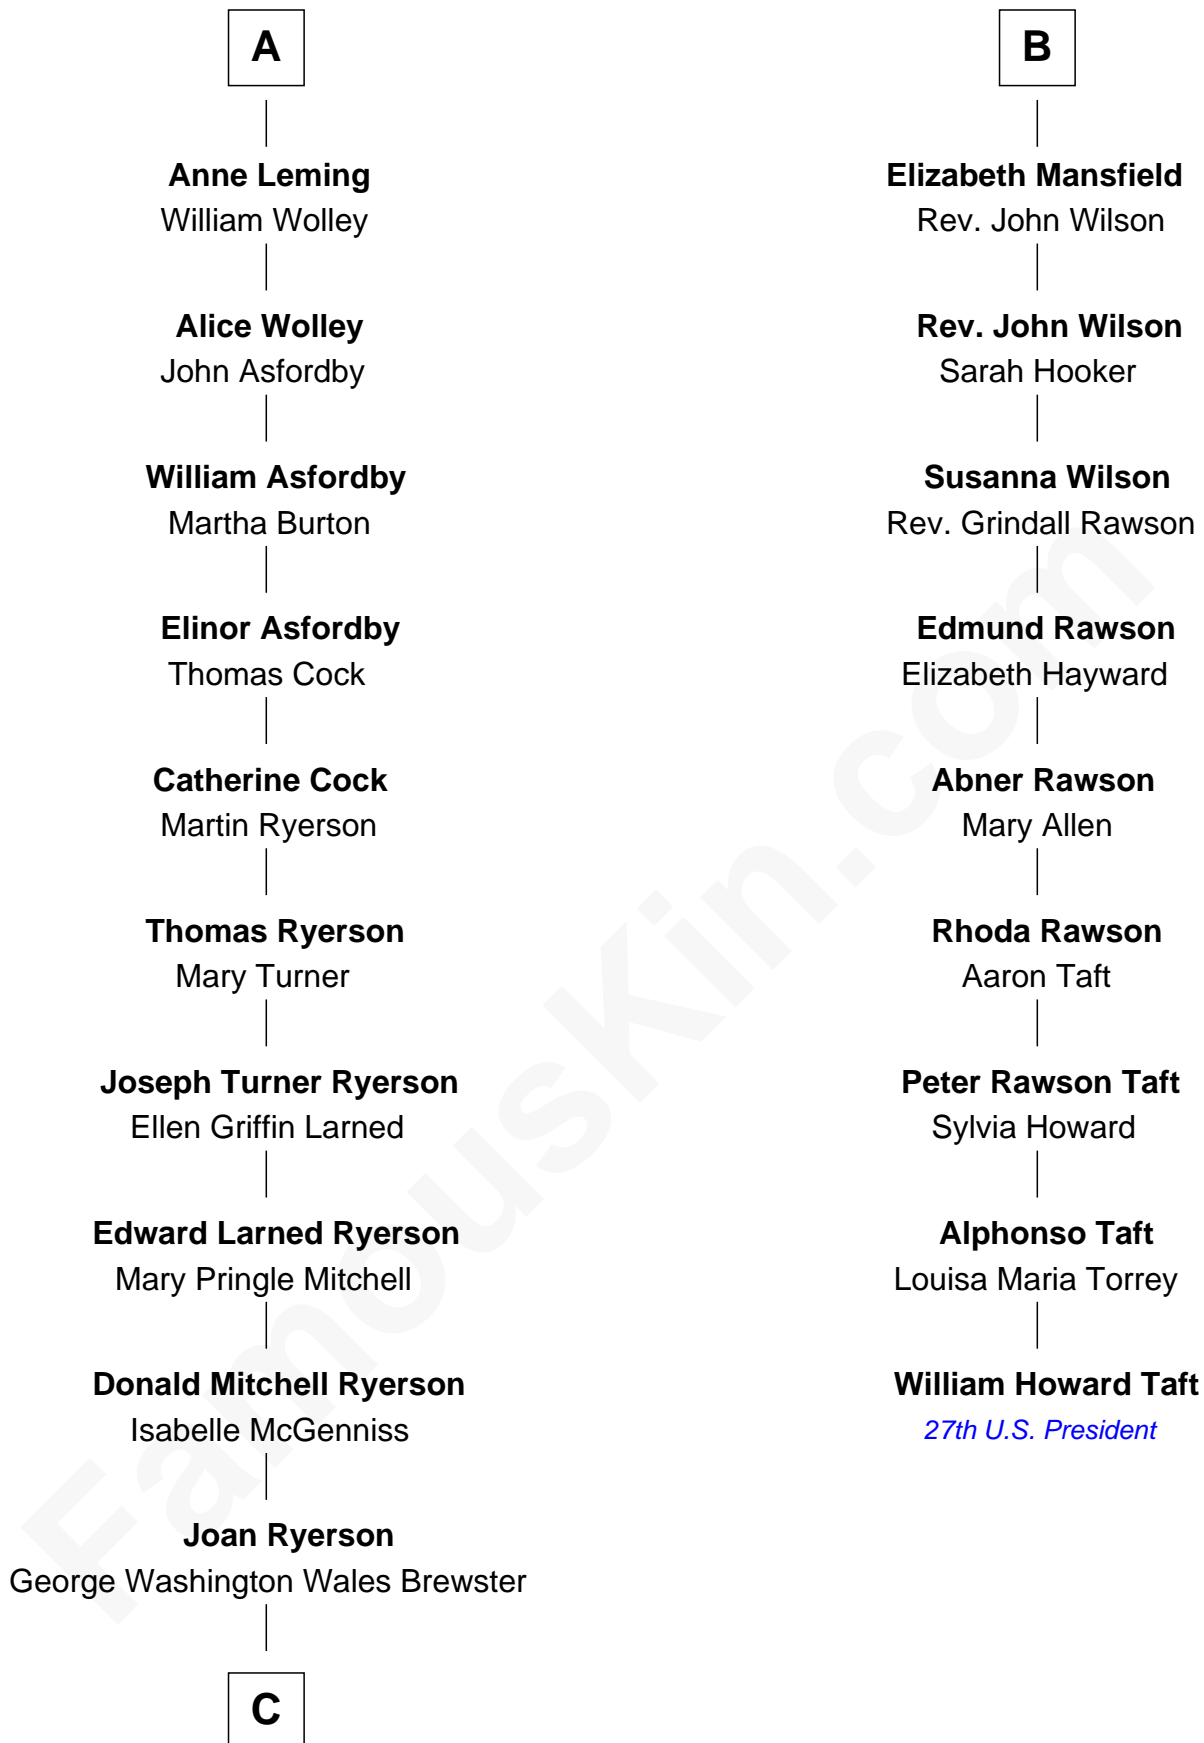 A
Anne Leming
William Wolley
Alice Wolley
John Asfordby
William Asfordby
Martha Burton
Elinor Asfordby
Thomas Cock
Catherine Cock
Martin Ryerson
Thomas Ryerson
Mary Turner
Joseph Turner Ryerson
Ellen Griffin Larned
Edward Larned Ryerson
Mary Pringle Mitchell
Donald Mitchell Ryerson
Isabelle McGenniss
Joan Ryerson
George Washington Wales Brewster
C
B
Elizabeth Mansfield
Rev. John Wilson
Rev. John Wilson
Sarah Hooker
Susanna Wilson
Rev. Grindall Rawson
Edmund Rawson
Elizabeth Hayward
Abner Rawson
Mary Allen
Rhoda Rawson
Aaron Taft
Peter Rawson Taft
Sylvia Howard
Alphonso Taft
Louisa Maria Torrey
William Howard Taft
27th U.S. President
FamousKin.com